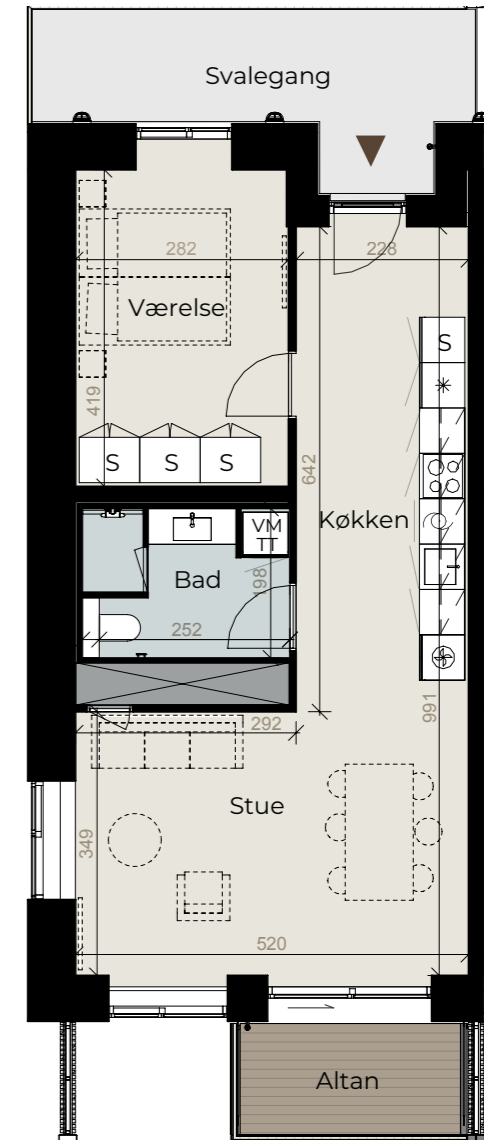 Svalegang
282
228
Værelse
S
419
S
S
S
642
Køkken
VM
TT
Bad
198
252
292
991
Stue
349
520
Altan